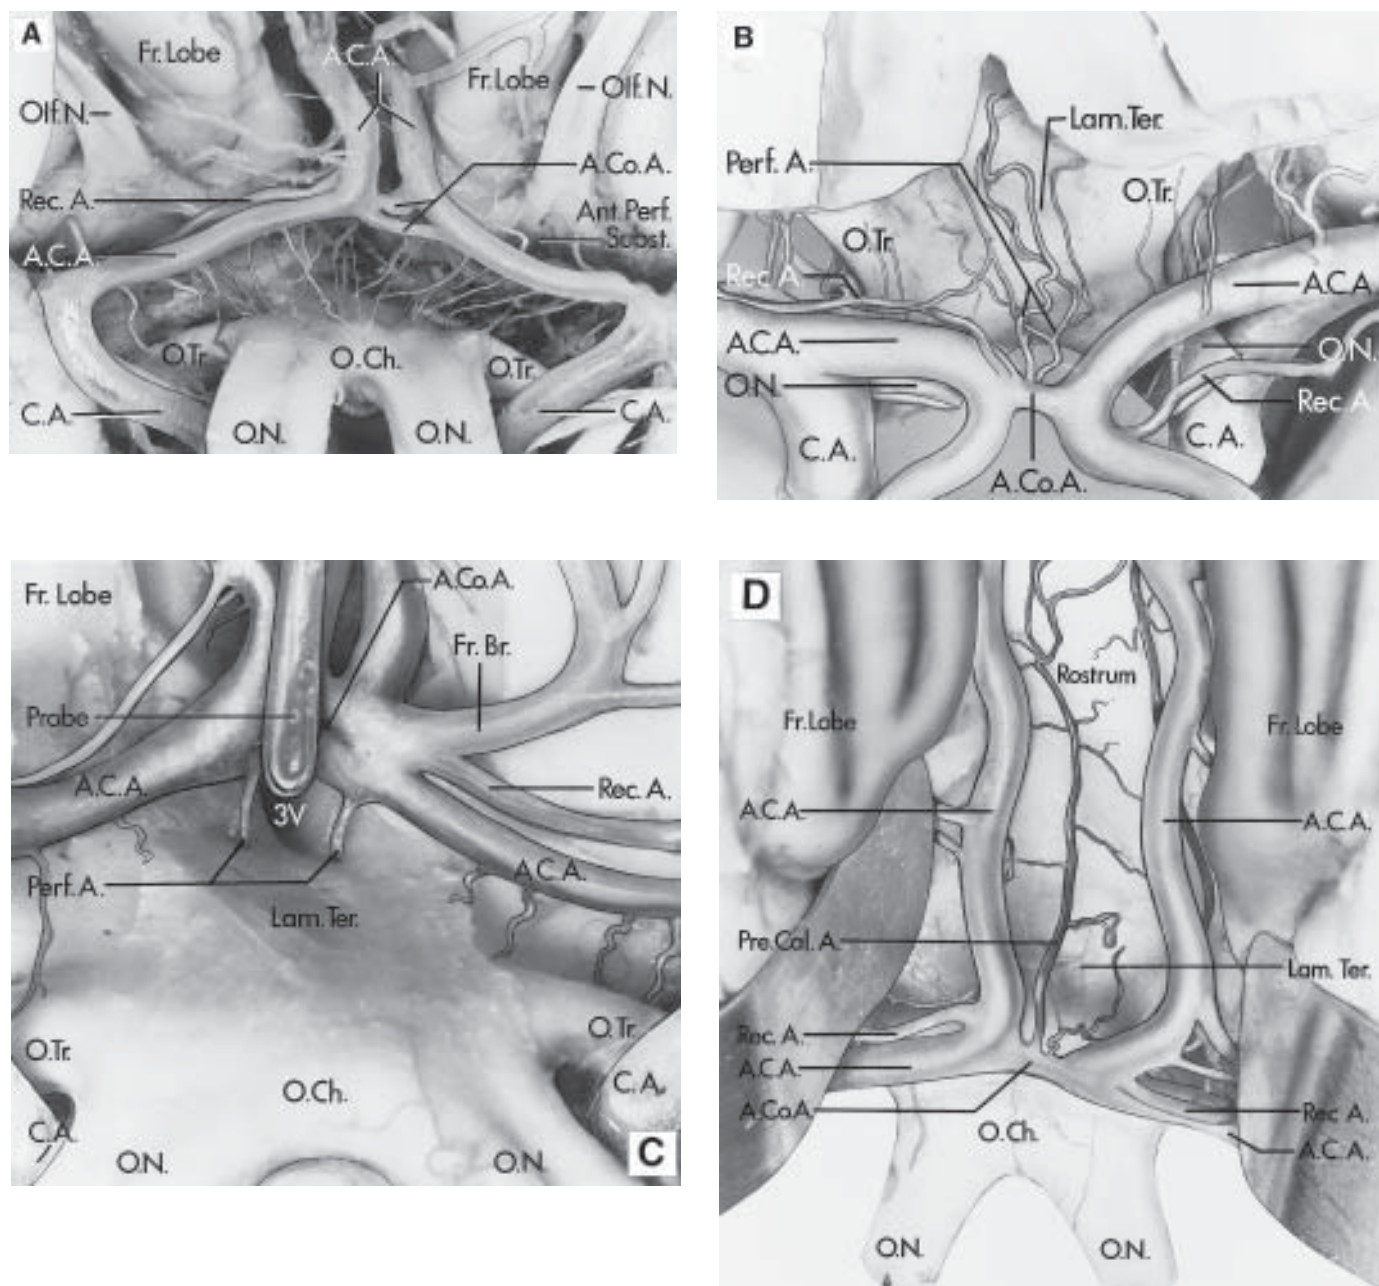 A
Fr. Lobe
A.C.A.
Fr. Lobe
Olf. N.
Olf. N.
A.Co.A.
Rec. A.
Ant. Perf.
Subst.
A.C.A.
O.Tr.
O.Ch.
O.Tr.
C.A.
C.A.
O.N.
O.N.
B
Lam. Ter.
Perf. A.
O.Tr.
O.Tr.
Rec. A
A.C.A
A.C.A.
O.N.
O.N.
Rec. A
C.A.
C.A.
A.Co.A.
Fr. Lobe
A.Co.A.
Fr. Br.
Probe
A.C.A.
Rec. A.
3V
A.C.A.
Perf. A.
Lam. Ter.
O.Tr.
O.Tr.
O.Ch.
C.A.
C.A.
O.N.
O.N.
C
D
Rostrum
Fr. Lobe
Fr. Lobe
A.C.A.
A.C.A.
Pre. Cal. A.
Lam. Ter.
Rec. A.
A.C.A.
A.Co.A.
Rec. A.
O.Ch.
A.C.A.
O.N.
O.N.